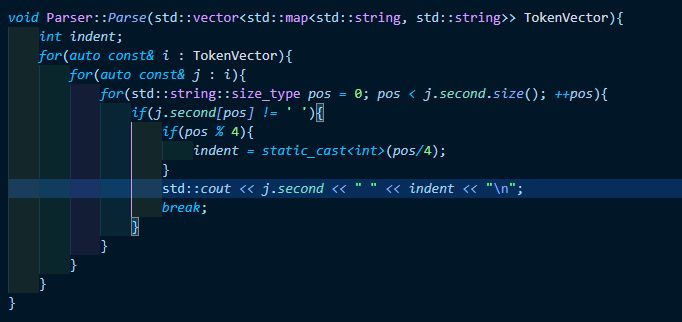 void Parser::Parse(std::vector<std::map<std::string, std::string>> TokenVector){
    int indent;
    for(auto const& i : TokenVector){
        for(auto const& j : i){
            for(std::string::size_type pos = 0; pos < j.second.size(); ++pos){
                if(j.second[pos] != ' '){
                    if(pos % 4){
                        indent = static_cast<int>(pos/4);
                    }
                    std::cout << j.second << " " << indent << "\n";
                    break;
                }
            }
        }
    }
}